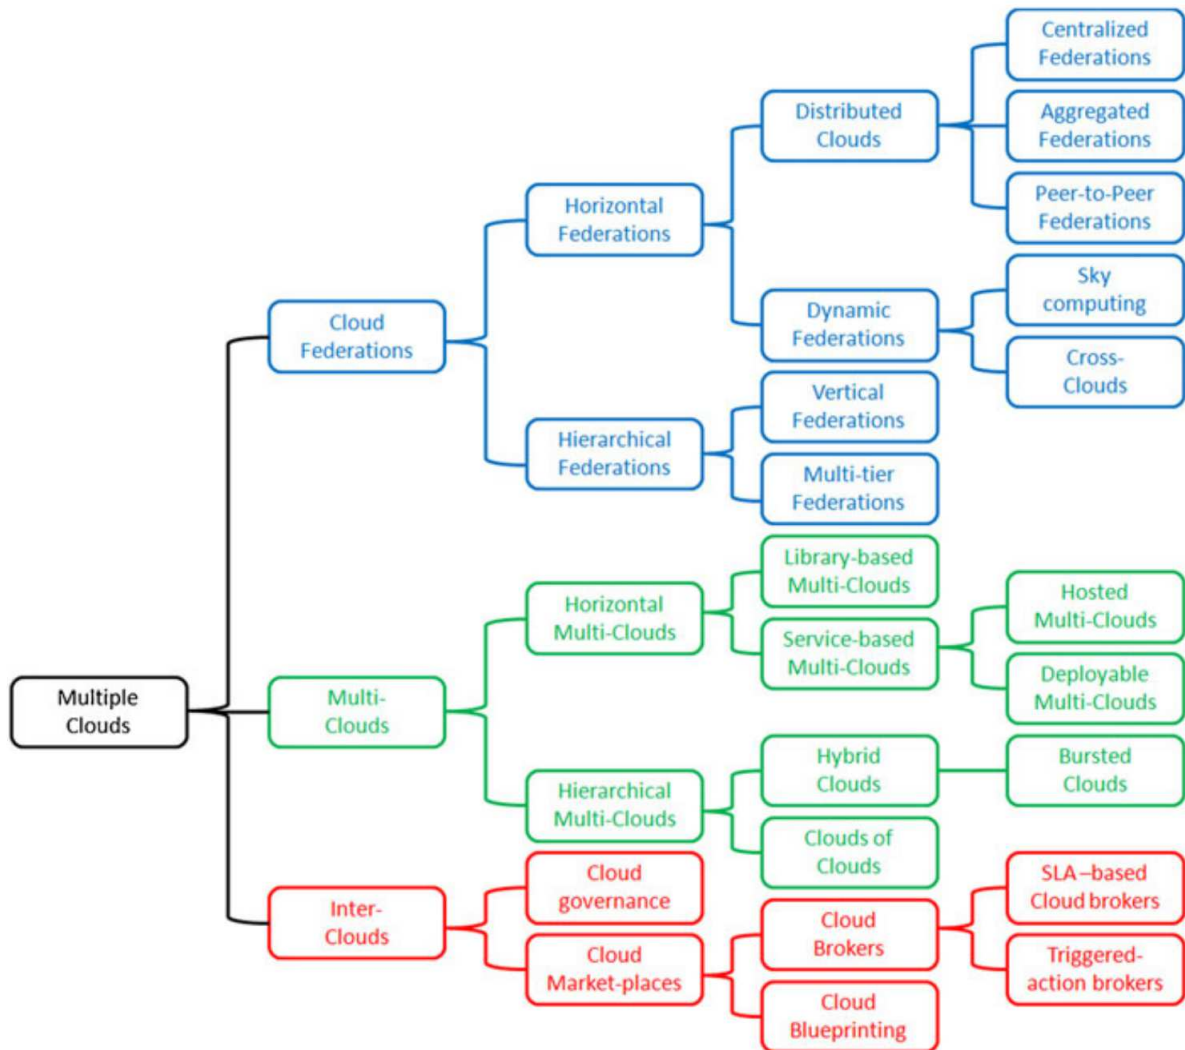 Multiple
Clouds
Cloud
Federations
Horizontal
Federations
Distributed
Clouds
Centralized
Federations
Aggregated
Federations
Peer-to-Peer
Federations
Dynamic
Federations
Sky
computing
Cross-
Clouds
Hierarchical
Federations
Vertical
Federations
Multi-tier
Federations
Multi-
Clouds
Horizontal
Multi-Clouds
Library-based
Multi-Clouds
Service-based
Multi-Clouds
Hosted
Multi-Clouds
Deployable
Multi-Clouds
Hierarchical
Multi-Clouds
Hybrid
Clouds
Bursted
Clouds
Clouds of
Clouds
Inter-
Clouds
Cloud
governance
Cloud
Market-places
Cloud
Brokers
SLA –based
Cloud brokers
Triggered-
action brokers
Cloud
Blueprinting